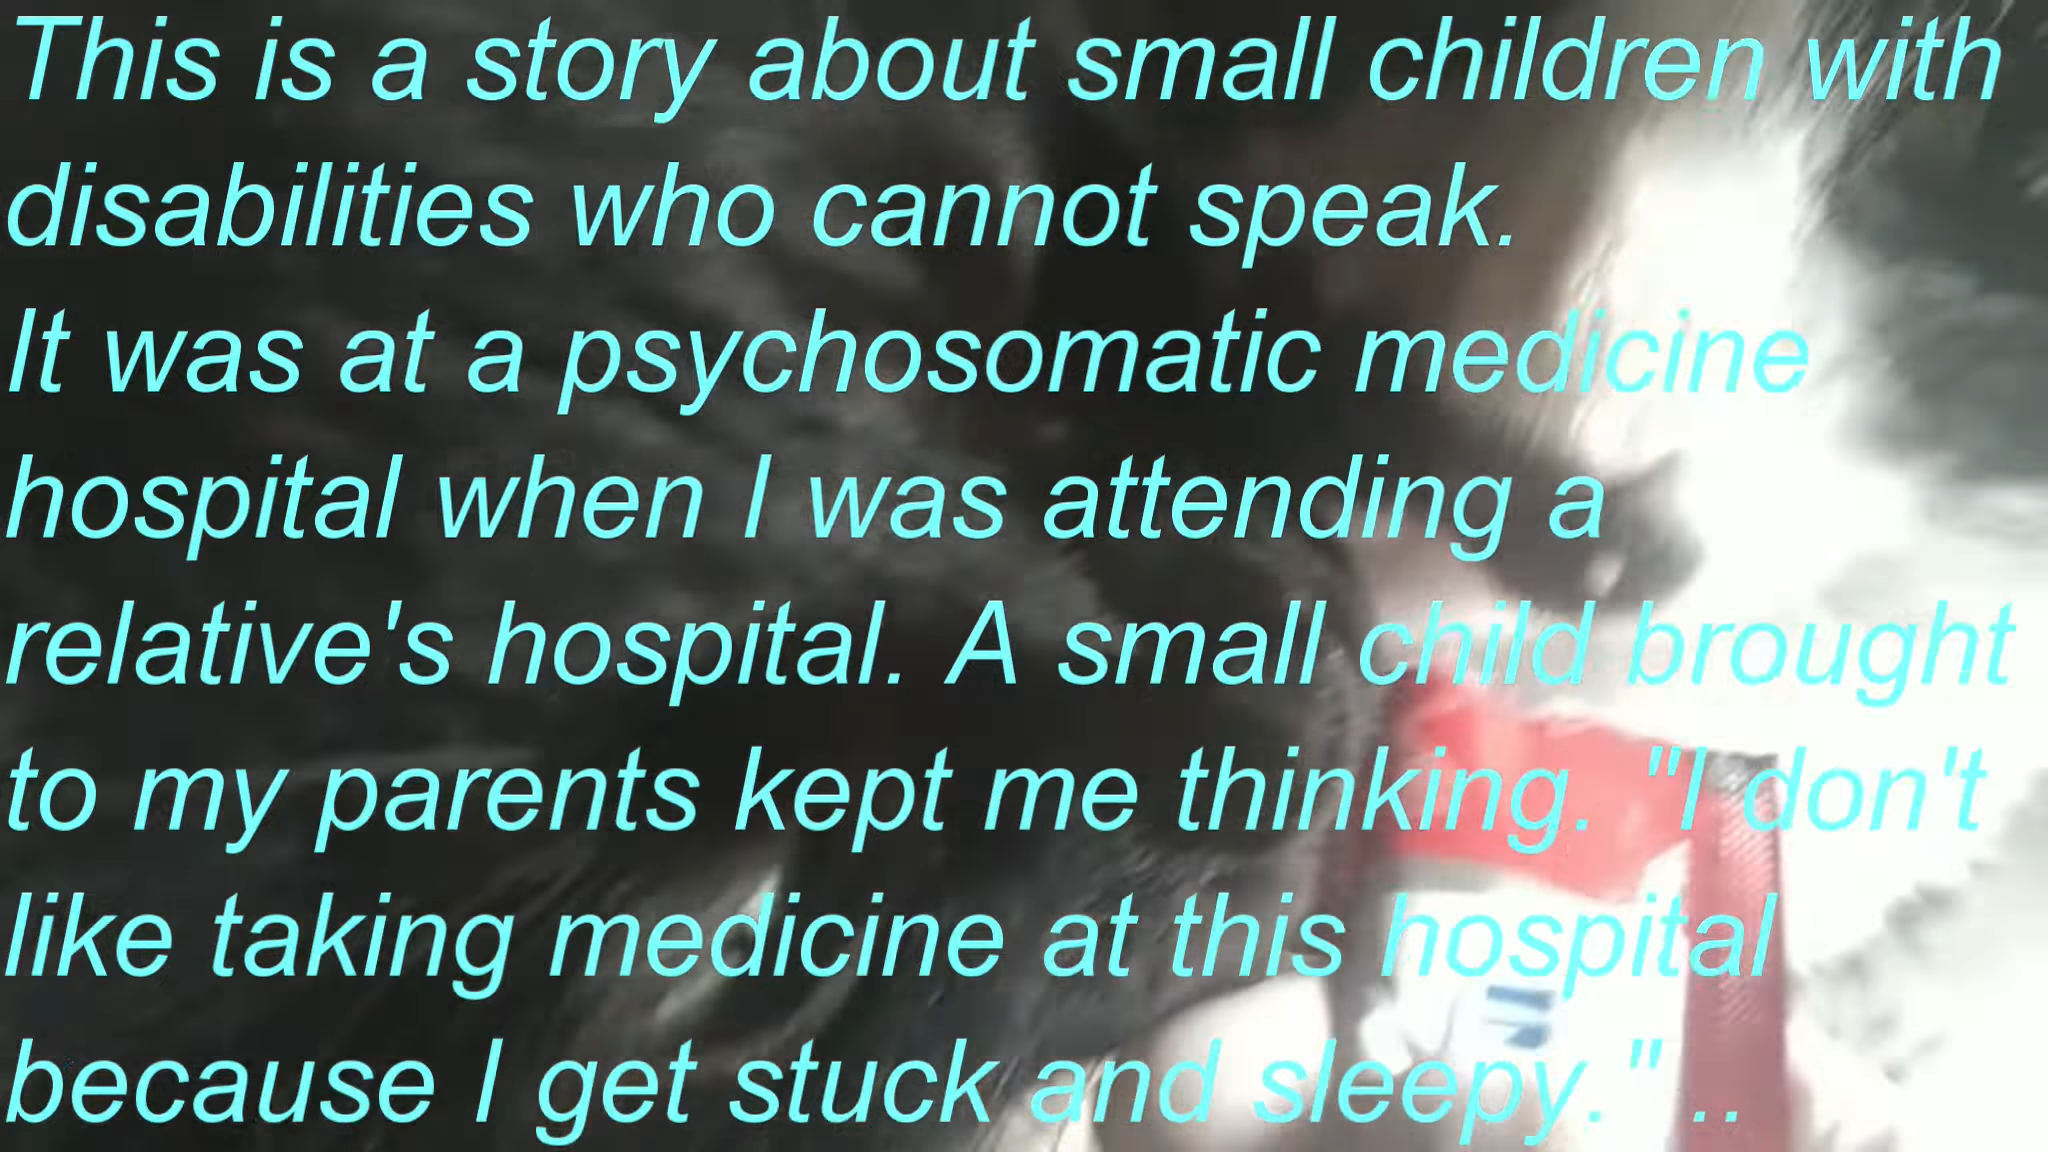 This is a story about small children with
disabilities who cannot speak.
It was at a psychosomatic medicine
hospital when I was attending a
relative's hospital. A small child brought
to my parents kept me thinking. "I don't
like taking medicine at this hospital
because I get stuck and sleepy." ..